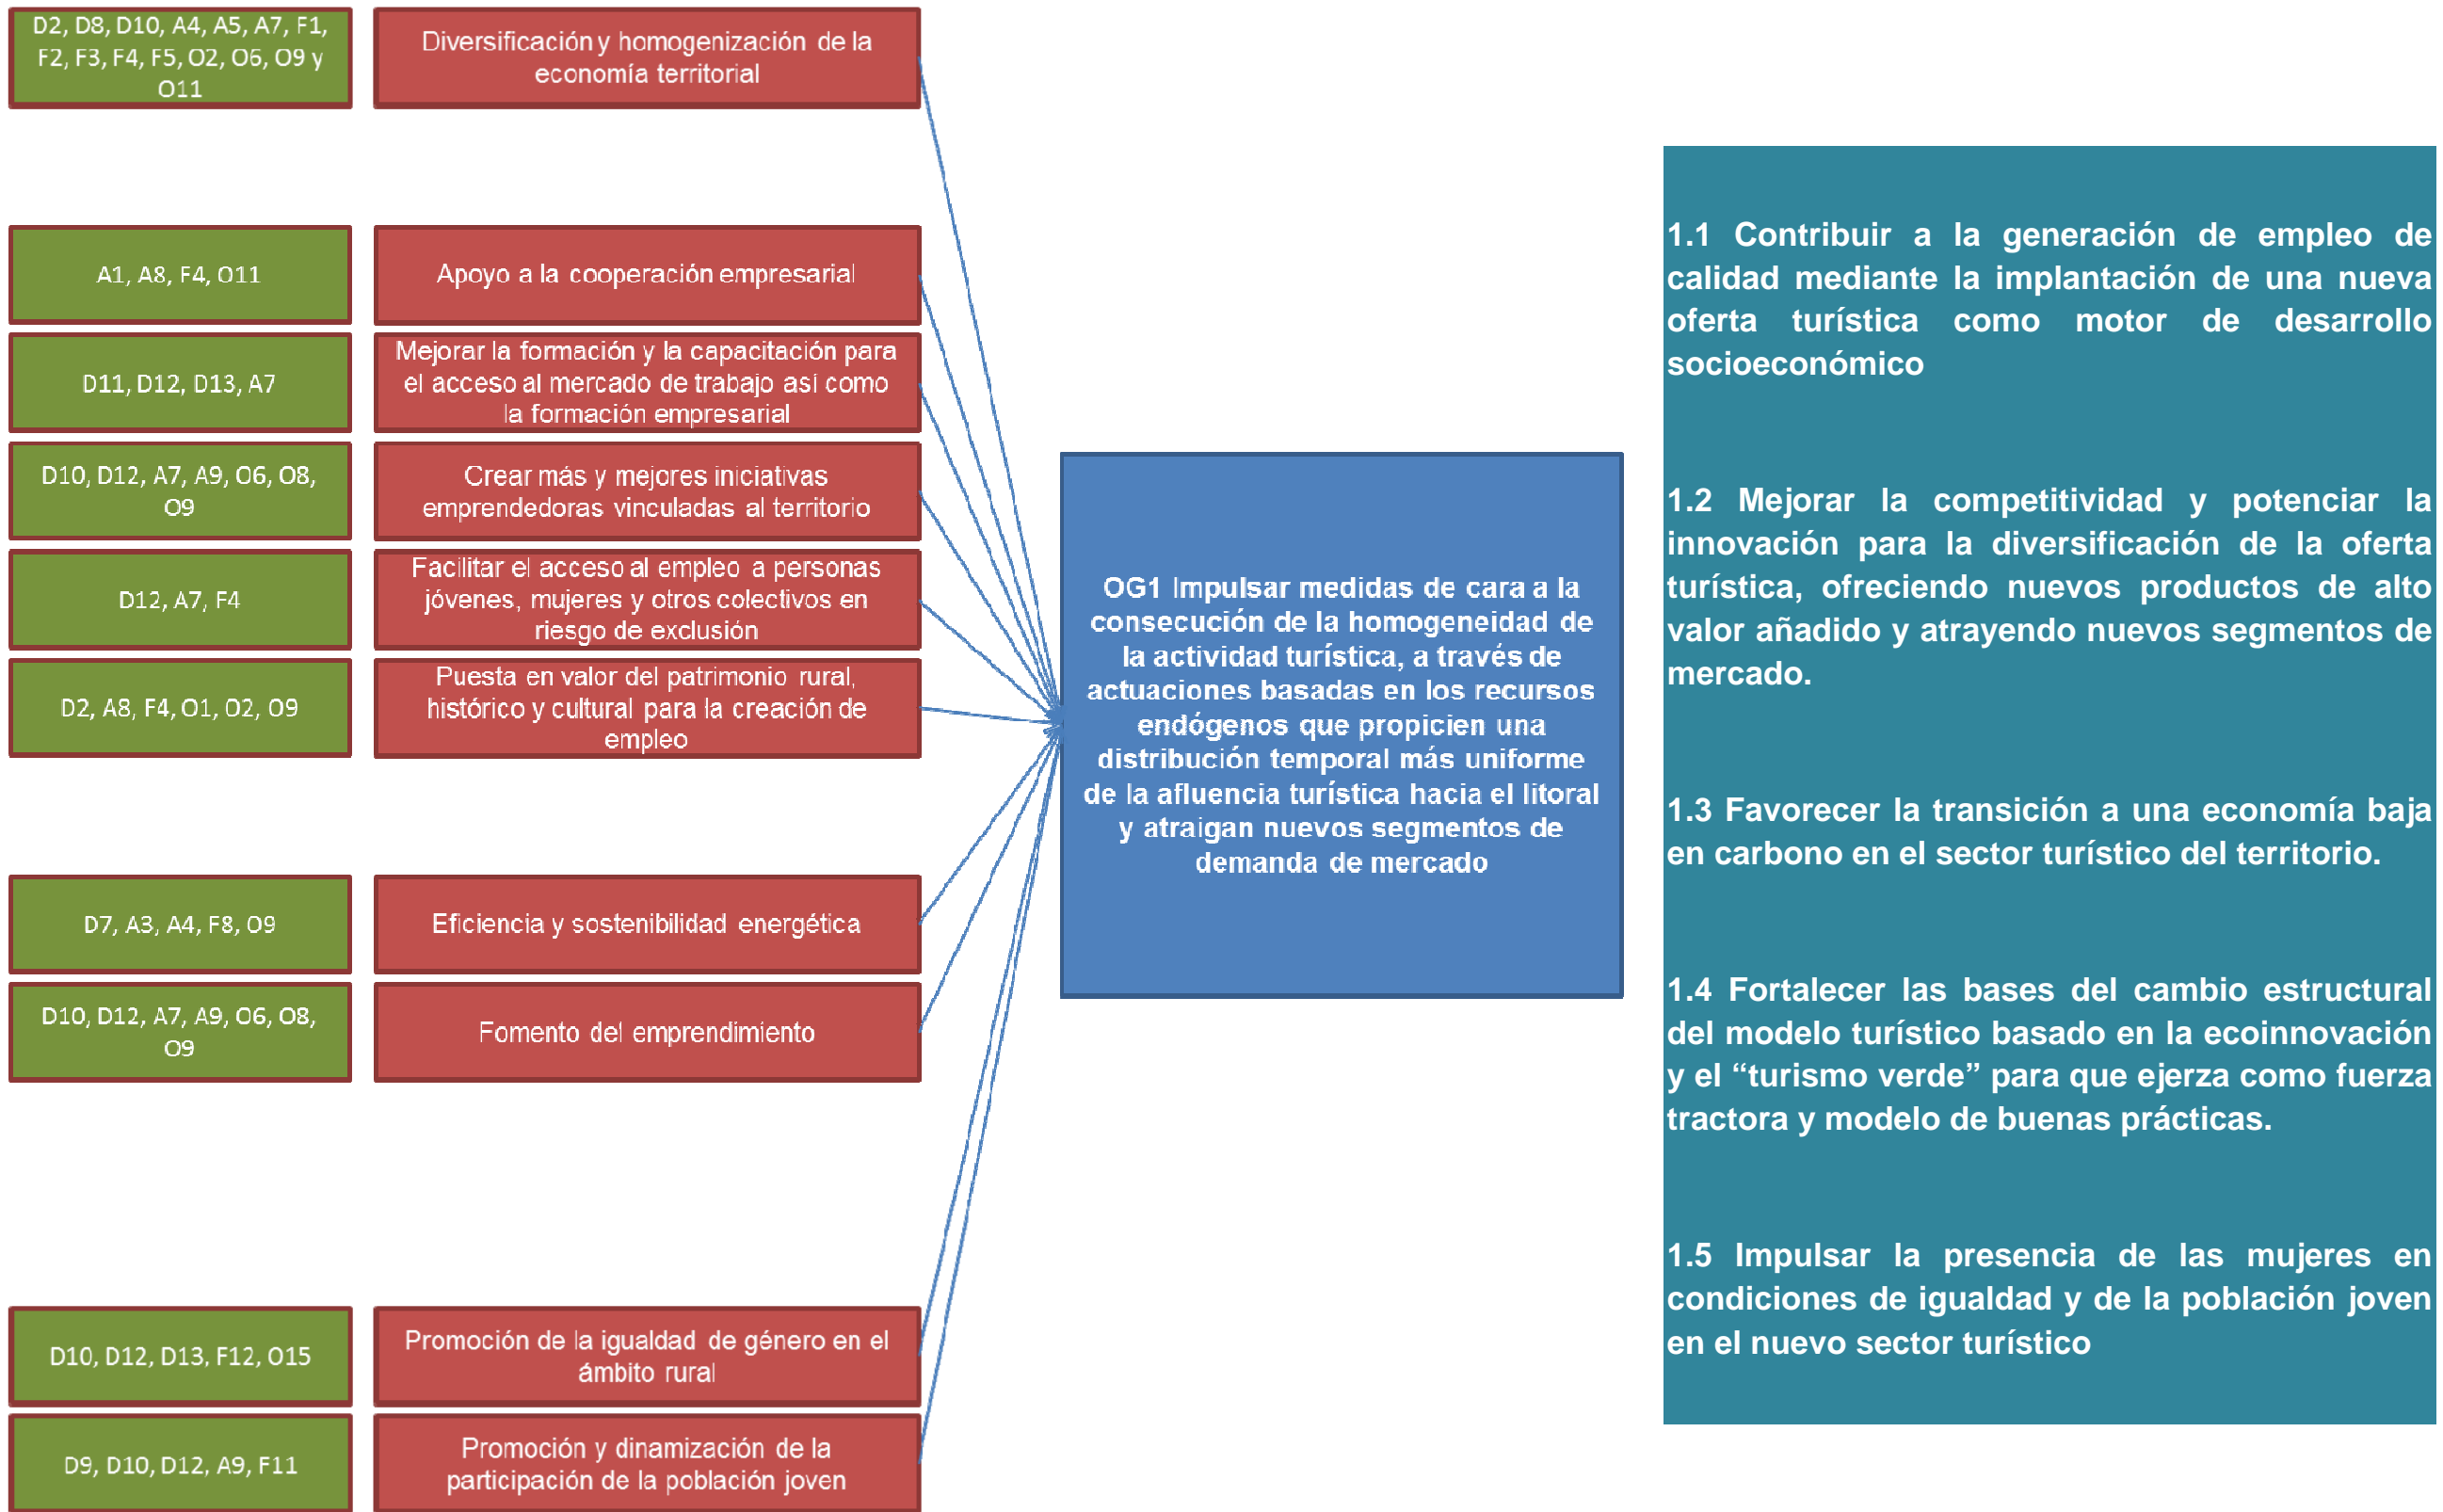 D2, D8, D10, A4, A5, A7, F1,
F2, F3, F4, F5, O2, O6, O9 y
O11
Diversificación y homogenización de la
economía territorial
A1, A8, F4, O11
Apoyo a la cooperación empresarial
D11, D12, D13, A7
Mejorar la formación y la capacitación para
el acceso al mercado de trabajo así como
la formación empresarial
D10, D12, A7, A9, O6, O8,
O9
Crear más y mejores iniciativas
emprendedoras vinculadas al territorio
D12, A7, F4
Facilitar el acceso al empleo a personas
jóvenes, mujeres y otros colectivos en
riesgo de exclusión
D2, A8, F4, O1, O2, O9
Puesta en valor del patrimonio rural,
histórico y cultural para la creación de
empleo
D7, A3, A4, F8, O9
Eficiencia y sostenibilidad energética
D10, D12, A7, A9, O6, O8,
O9
Fomento del emprendimiento
D10, D12, D13, F12, O15
Promoción de la igualdad de género en el
ámbito rural
D9, D10, D12, A9, F11
Promoción y dinamización de la
participación de la población joven
OG1 Impulsar medidas de cara a la
consecución de la homogeneidad de
la actividad turística, a través de
actuaciones basadas en los recursos
endógenos que propicien una
distribución temporal más uniforme
de la afluencia turística hacia el litoral
y atraigan nuevos segmentos de
demanda de mercado
1.1 Contribuir a la generación de empleo de
calidad mediante la implantación de una nueva
oferta turística como motor de desarrollo
socioeconómico
1.2 Mejorar la competitividad y potenciar la
innovación para la diversificación de la oferta
turística, ofreciendo nuevos productos de alto
valor añadido y atrayendo nuevos segmentos de
mercado.
1.3 Favorecer la transición a una economía baja
en carbono en el sector turístico del territorio.
1.4 Fortalecer las bases del cambio estructural
del modelo turístico basado en la ecoinnovación
y el “turismo verde” para que ejerza como fuerza
tractora y modelo de buenas prácticas.
1.5 Impulsar la presencia de las mujeres en
condiciones de igualdad y de la población joven
en el nuevo sector turístico